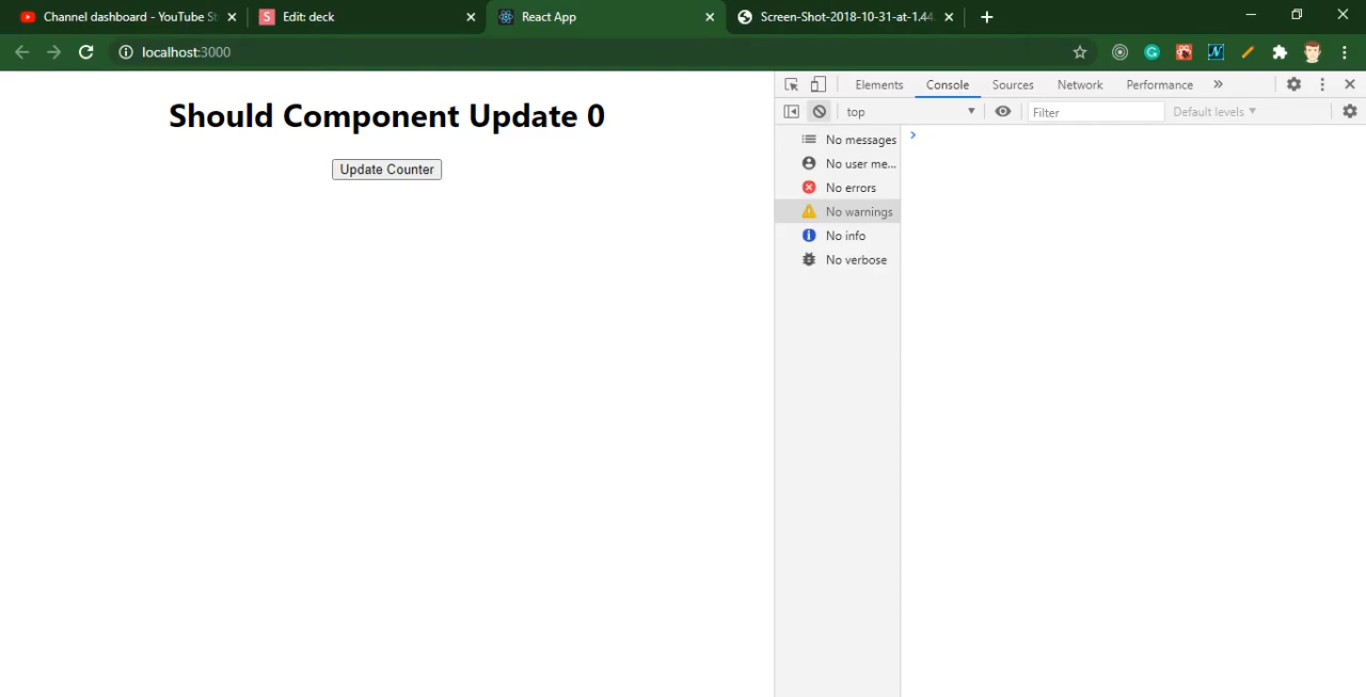 Channel dashboard - YouTube St
S Edit: deck
React App
Screen-Shot-2018-10-31-at-1.44.
localhost:3000
Elements Console Sources Network Performance
top Filter Default levels
Should Component Update 0
Update Counter
No messages
No user me...
No errors
No warnings
No info
No verbose